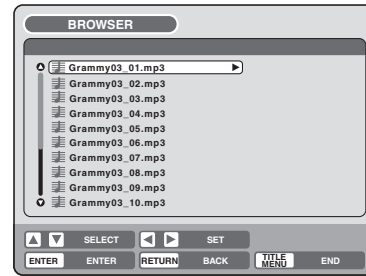 BROWSER
Grammy03_01.mp3
Grammy03_02.mp3
Grammy03_03.mp3
Grammy03_04.mp3
Grammy03_05.mp3
Grammy03_06.mp3
Grammy03_07.mp3
Grammy03_08.mp3
Grammy03_09.mp3
Grammy03_10.mp3
SELECT SET
ENTER ENTER RETURN BACK TITLE MENU END